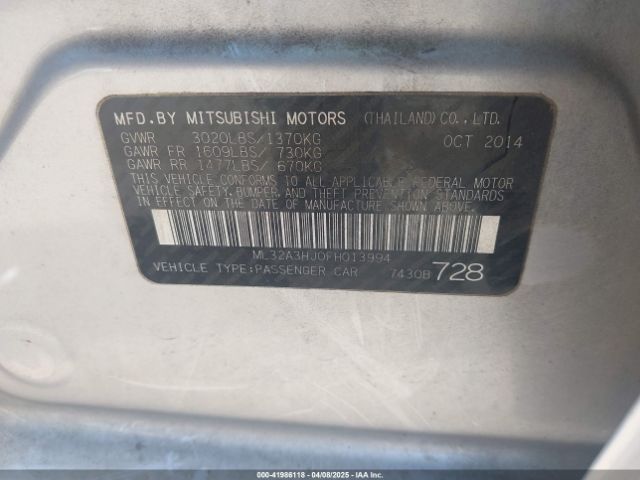 MFD.BY MITSUBISHI MOTORS (THAILAND)CO.,LTD.
GVWR 3020LBS/1370KG OCT 2014
GAWR FR 1609LBS/ 730KG
GAWR RR 1477LBS/ 670KG
THIS VEHICLE CONFORMS TO ALL APPLICABLE FEDERAL MOTOR
VEHICLE SAFETY,BUMPER AND THEFT PREVENTION STANDARDS
IN EFFECT ON THE DATE OF MANUFACTURE SHOWN ABOVE.
ML32A3HJ0FH013994
VEHICLE TYPE:PASSENGER CAR 7430B 728
000-41986118 | 04/08/2025 | IAA Inc.